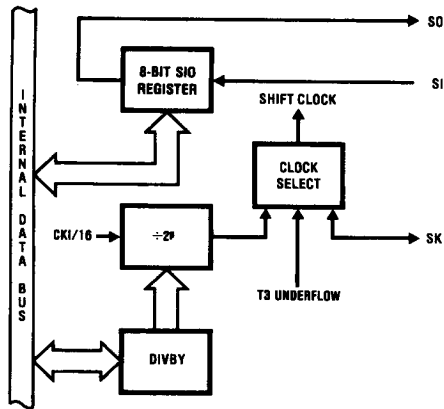 SO
8-BIT SIO
REGISTER
SI
SHIFT CLOCK
INTERNAL DATA BUS
CLOCK
SELECT
CKI/16
÷2ᵖ
SK
T3 UNDERFLOW
DIVBY